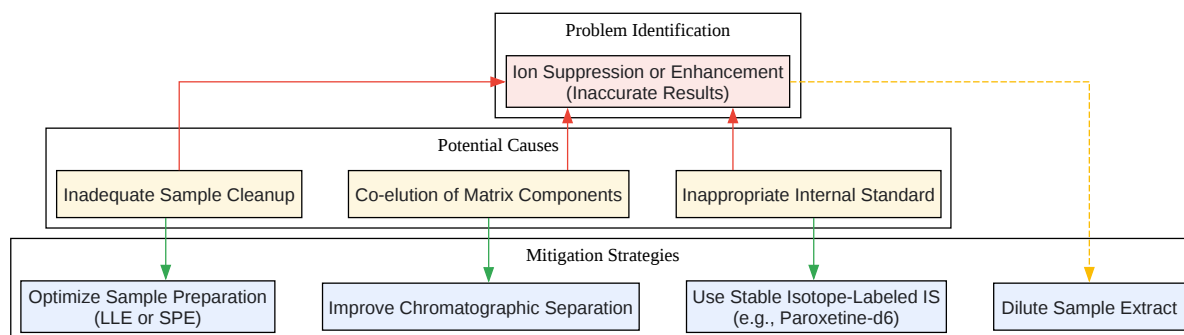 Problem Identification
Ion Suppression or Enhancement
(Inaccurate Results)
Potential Causes
Inadequate Sample Cleanup
Co-elution of Matrix Components
Inappropriate Internal Standard
Mitigation Strategies
Optimize Sample Preparation
(LLE or SPE)
Improve Chromatographic Separation
Use Stable Isotope-Labeled IS
(e.g., Paroxetine-d6)
Dilute Sample Extract